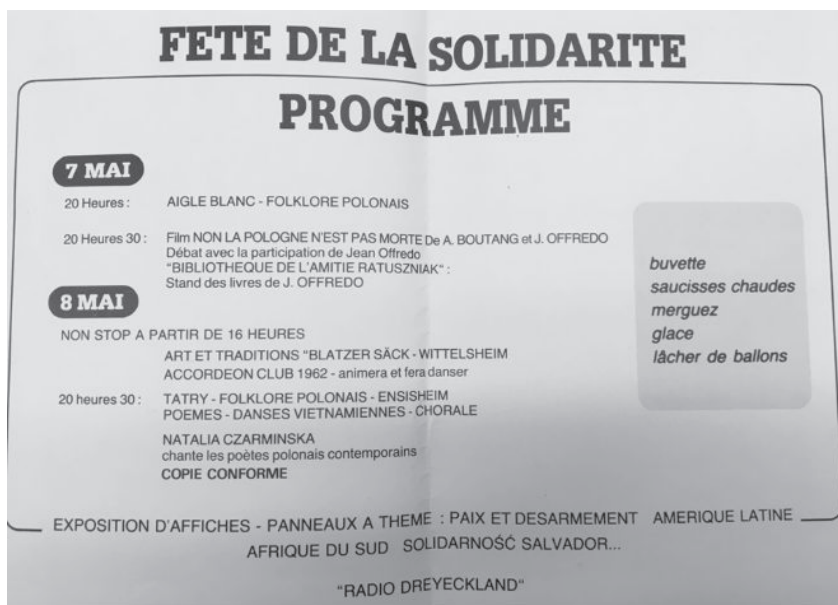 FETE DE LA SOLIDARITE
PROGRAMME
7 MAI
20 Heures : AIGLE BLANC - FOLKLORE POLONAIS
20 Heures 30 : Film NON LA POLOGNE N'EST PAS MORTE De A. BOUTANG et J. OFFREDO
Débat avec la participation de Jean Offredo
"BIBLIOTHEQUE DE L'AMITIE RATUSZNIAK" :
Stand des livres de J. OFFREDO
8 MAI
NON STOP A PARTIR DE 16 HEURES
ART ET TRADITIONS "BLATZER SÄCK - WITTELSHEIM
ACCORDEON CLUB 1962 - animera et fera danser
20 heures 30 : TATRY - FOLKLORE POLONAIS - ENSISHEIM
POEMES - DANSES VIETNAMIENNES - CHORALE
NATALIA CZARMINSKA
chante les poètes polonais contemporains
COPIE CONFORME
buvette
saucisses chaudes
merguez
glace
lâcher de ballons
EXPOSITION D'AFFICHES - PANNEAUX A THEME : PAIX ET DESARMEMENT AMERIQUE LATINE
AFRIQUE DU SUD SOLIDARNOŚĆ SALVADOR...
"RADIO DREYECKLAND"